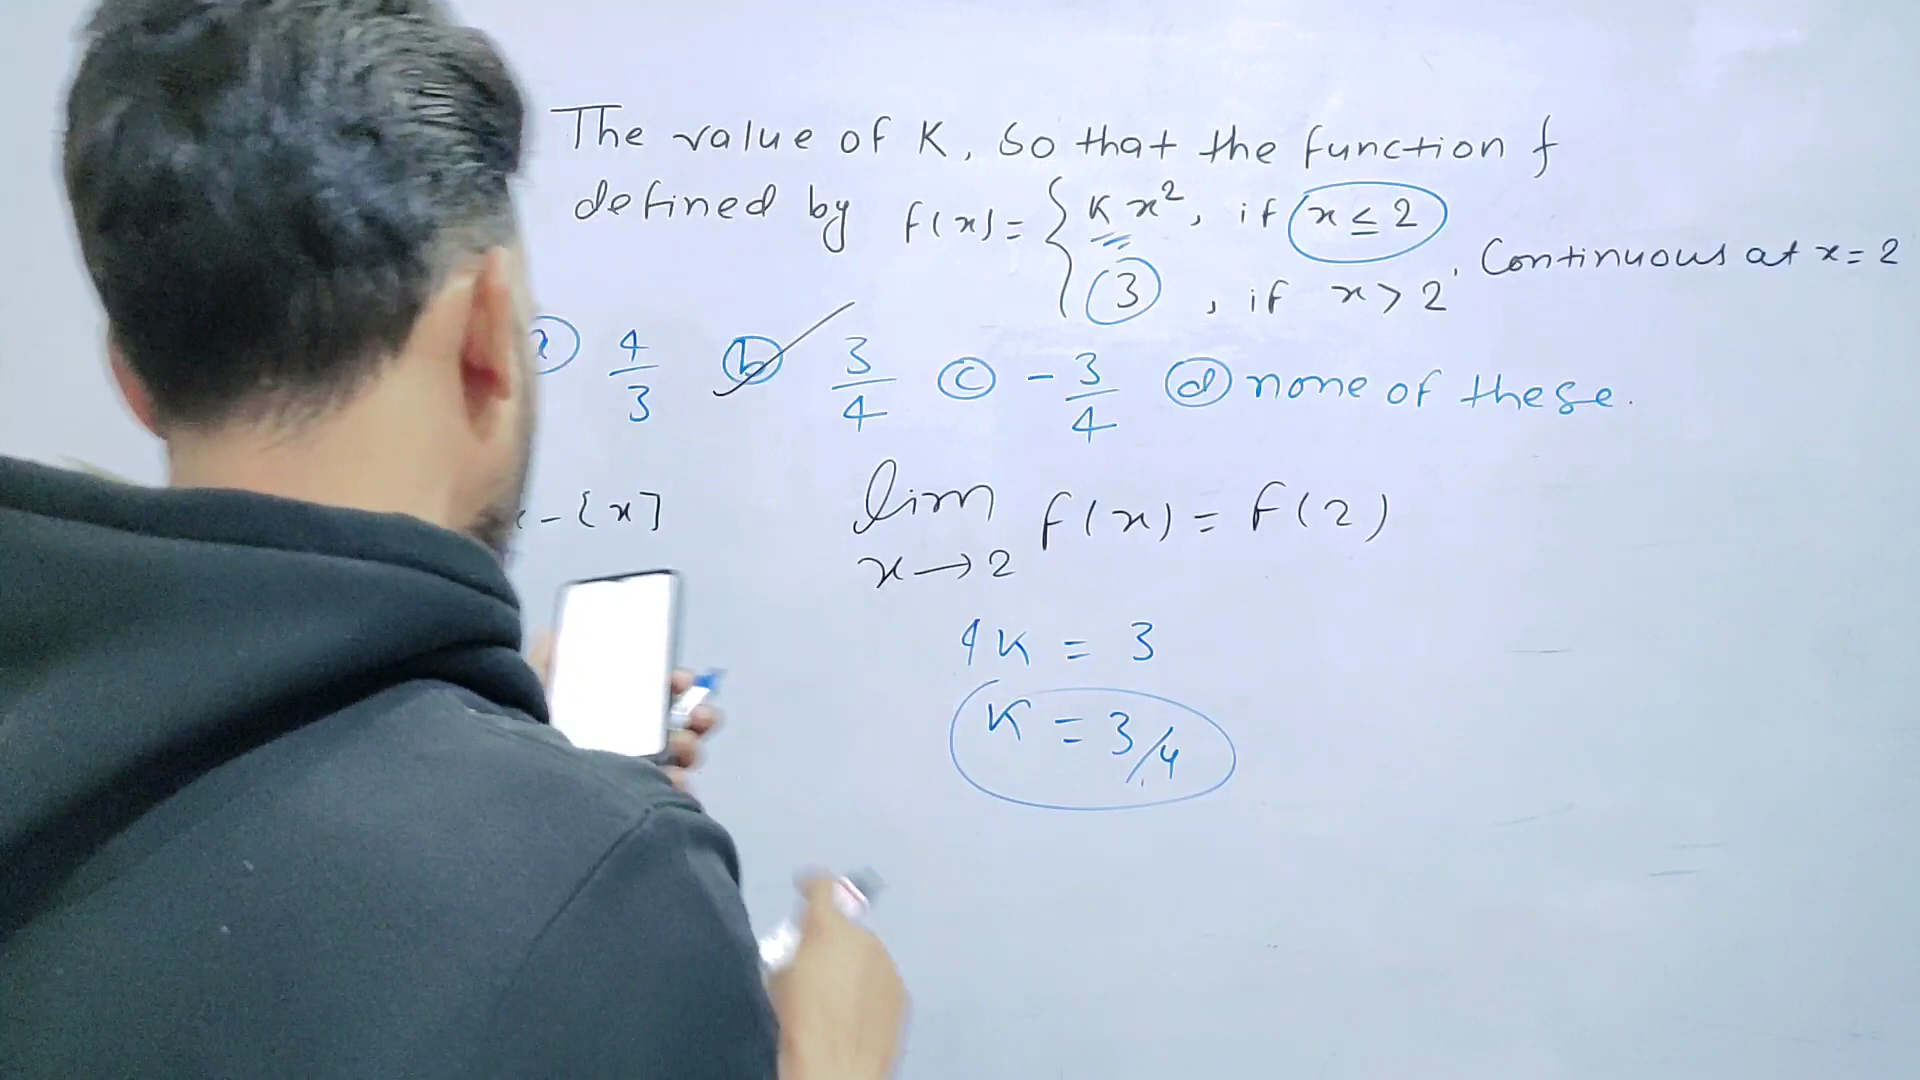 The value of K, So that the function f
defined by f(x) = { Kx², if x ≤ 2
3, if x > 2. Continuous at x = 2
4/3 (b) 3/4 (c) -3/4 (d) none of these.
- [x]
lim x→2 f(x) = f(2)
4K = 3
K = 3/4